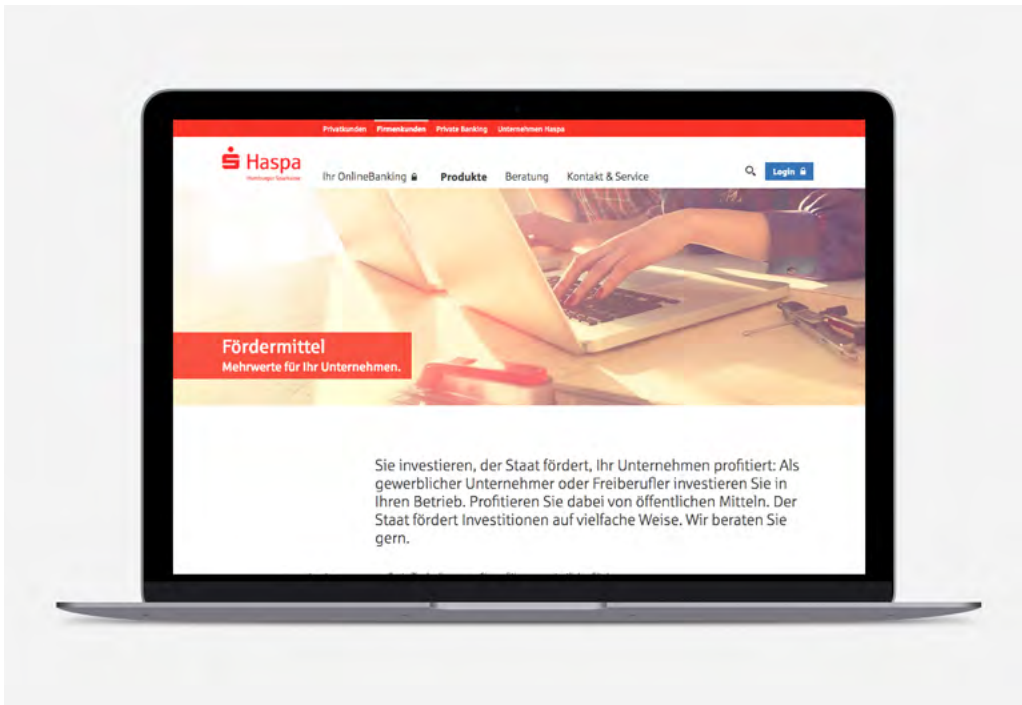 Privatkunden Firmenkunden Private Banking Unternehmen Haspa
Haspa
Hamburger Sparkasse
Ihr OnlineBanking Produkte Beratung Kontakt & Service Login
Fördermittel
Mehrwerte für Ihr Unternehmen.
Sie investieren, der Staat fördert, Ihr Unternehmen profitiert: Als
gewerblicher Unternehmer oder Freiberufler investieren Sie in
Ihren Betrieb. Profitieren Sie dabei von öffentlichen Mitteln. Der
Staat fördert Investitionen auf vielfache Weise. Wir beraten Sie
gern.